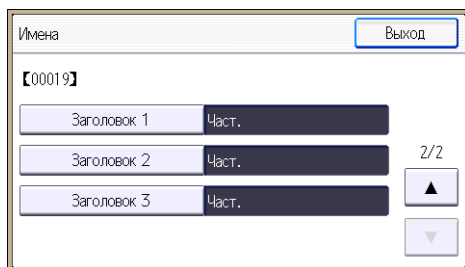 Имена Выход
【00019】
Заголовок 1 Част.
Заголовок 2 Част.
2/2
Заголовок 3 Част.